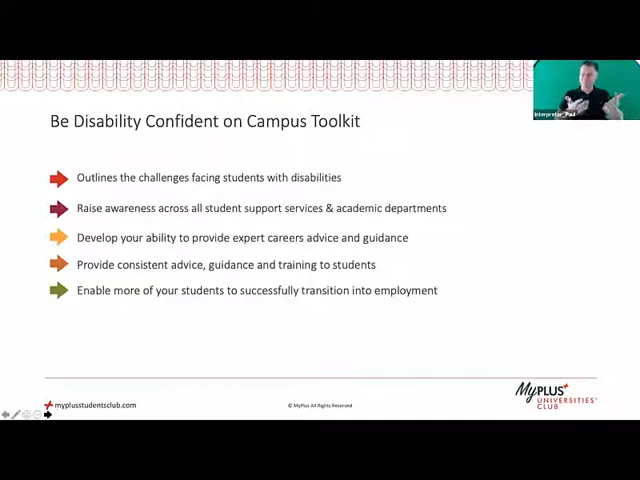 Interpreter_Paul
Be Disability Confident on Campus Toolkit
Outlines the challenges facing students with disabilities
Raise awareness across all student support services & academic departments
Develop your ability to provide expert careers advice and guidance
Provide consistent advice, guidance and training to students
Enable more of your students to successfully transition into employment
MyPLUS
UNIVERSITIES'
CLUB
myplusstudentsclub.com
© MyPlus All Rights Reserved